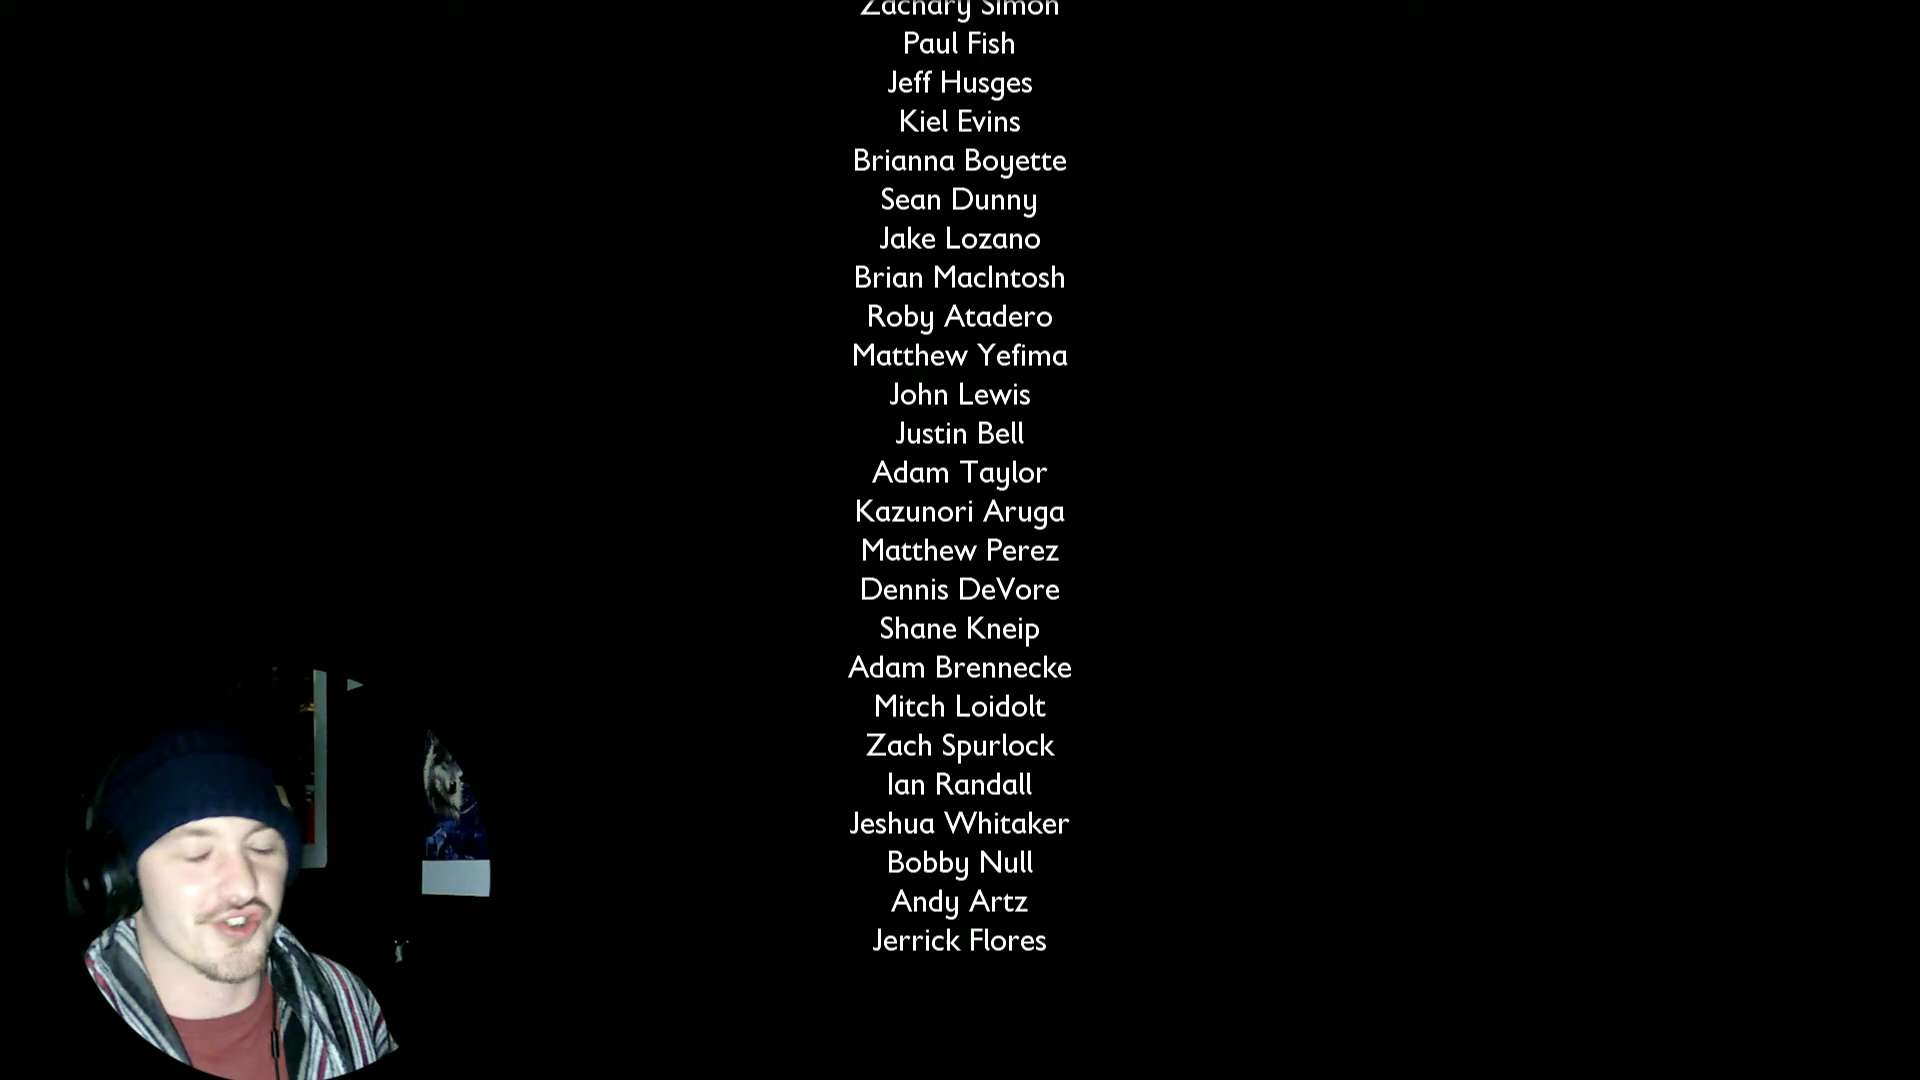 Zachary Simon
Paul Fish
Jeff Husges
Kiel Evins
Brianna Boyette
Sean Dunny
Jake Lozano
Brian MacIntosh
Roby Atadero
Matthew Yefima
John Lewis
Justin Bell
Adam Taylor
Kazunori Aruga
Matthew Perez
Dennis DeVore
Shane Kneip
Adam Brennecke
Mitch Loidolt
Zach Spurlock
Ian Randall
Jeshua Whitaker
Bobby Null
Andy Artz
Jerrick Flores